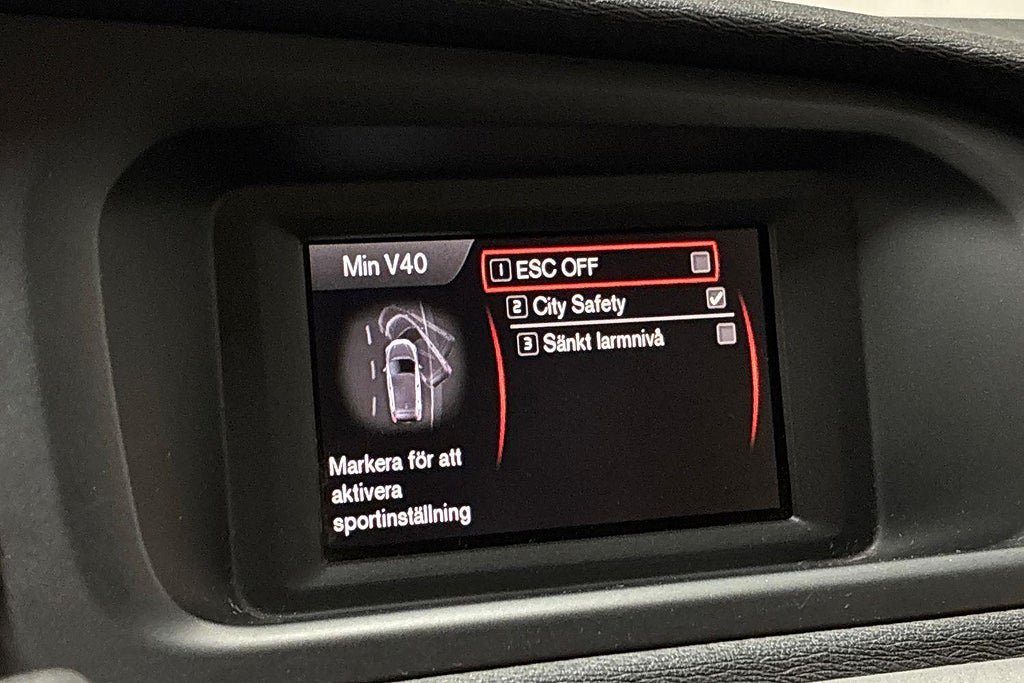 Min V40
1 ESC OFF
2 City Safety
3 Sänkt larmnivå
Markera för att
aktivera
sportinställning